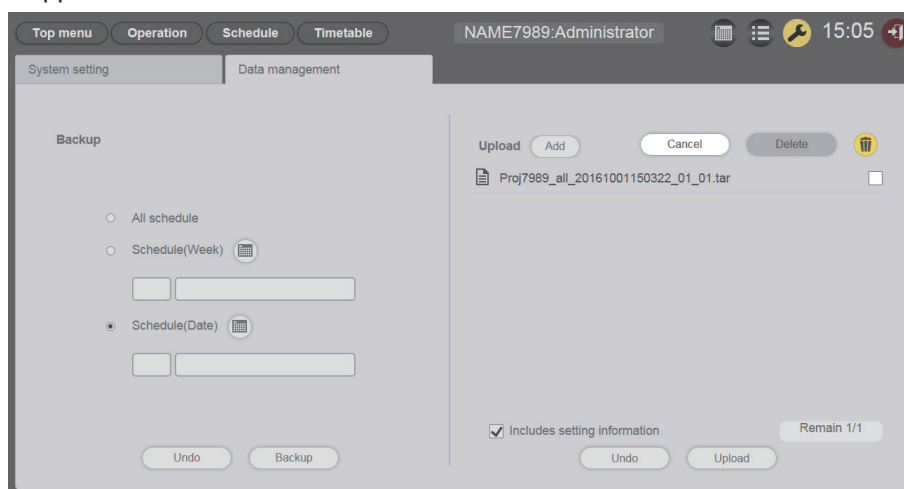 Top menu Operation Schedule Timetable NAME7989:Administrator 15:05
System setting Data management
Backup
All schedule
Schedule(Week)
Schedule(Date)
Undo Backup
Upload Add Cancel Delete
Proj7989_all_20161001150322_01_01.tar
Includes setting information Remain 1/1
Undo Upload